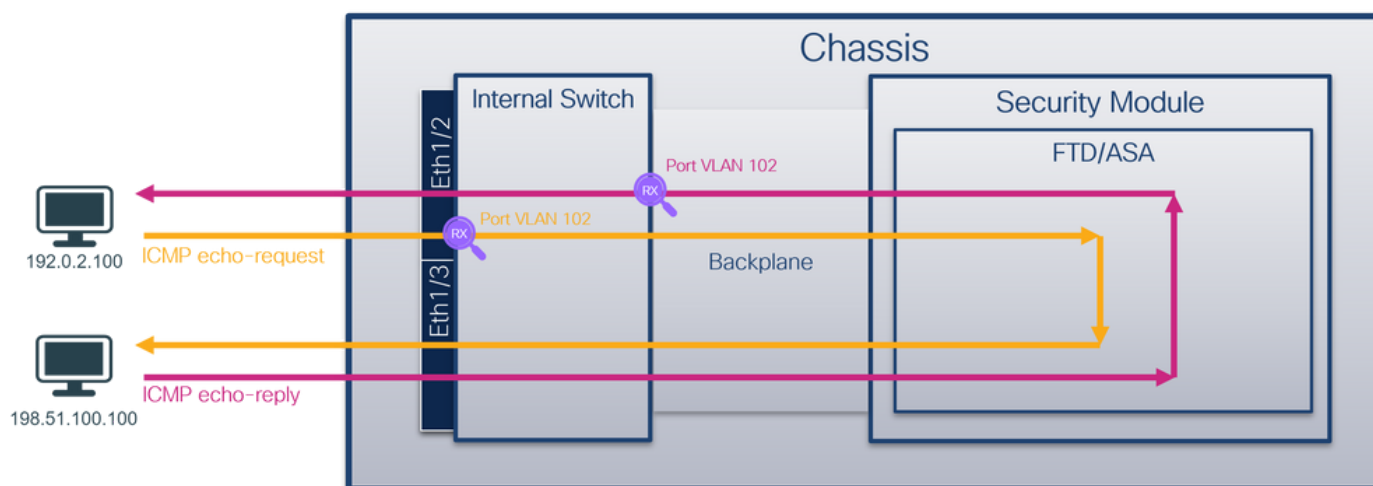 Chassis
Internal Switch
Security Module
FTD/ASA
Eth1/2
Port VLAN 102
RX
Port VLAN 102
RX
192.0.2.100
ICMP echo-request
Backplane
Eth1/3
198.51.100.100
ICMP echo-reply